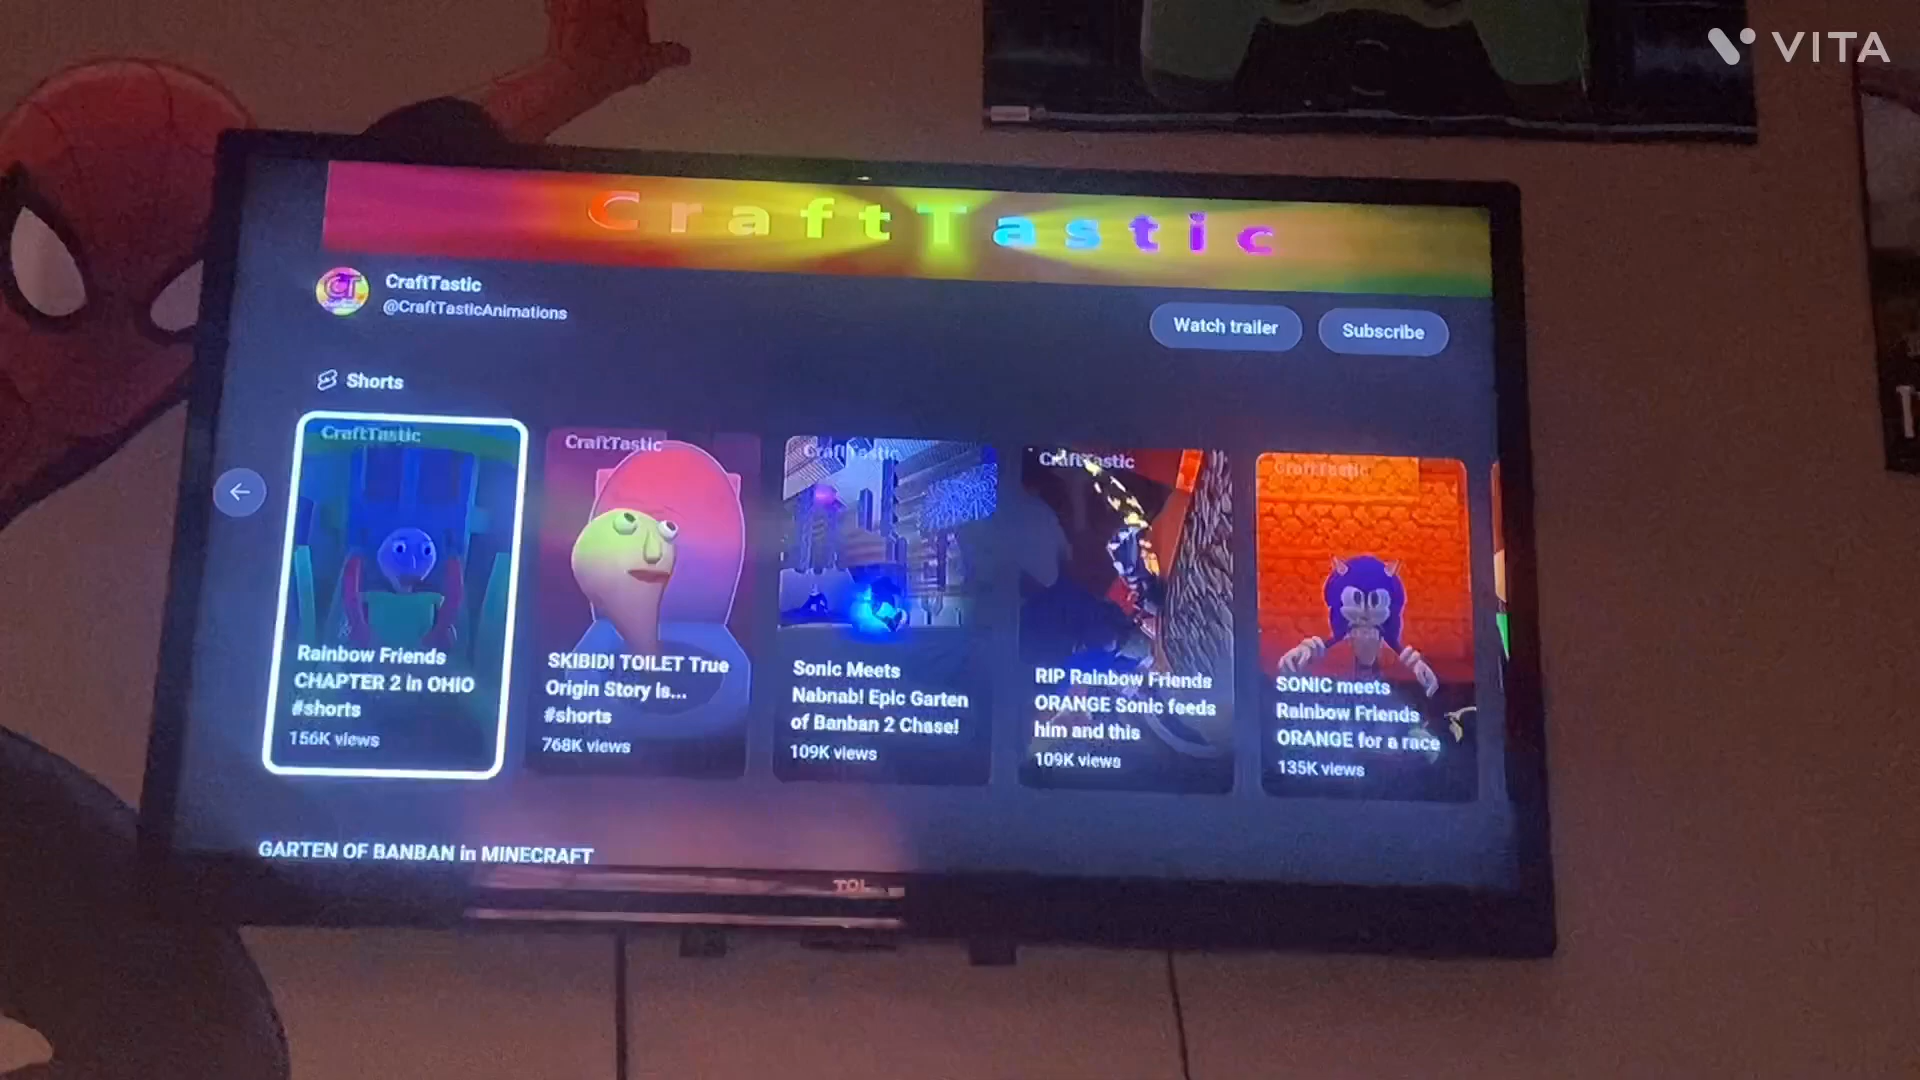 VITA
CraftTastic
CraftTastic
@CraftTasticAnimations
Watch trailer
Subscribe
Shorts
CraftTastic
Rainbow Friends
CHAPTER 2 in OHIO
#shorts
156K views
CraftTastic
SKIBIDI TOILET True
Origin Story is...
#shorts
768K views
CraftTastic
Sonic Meets
Nabnab! Epic Garten
of Banban 2 Chase!
109K views
CraftTastic
RIP Rainbow Friends
ORANGE Sonic feeds
him and this
109K views
CraftTastic
SONIC meets
Rainbow Friends
ORANGE for a race
135K views
GARTEN OF BANBAN in MINECRAFT
TCL